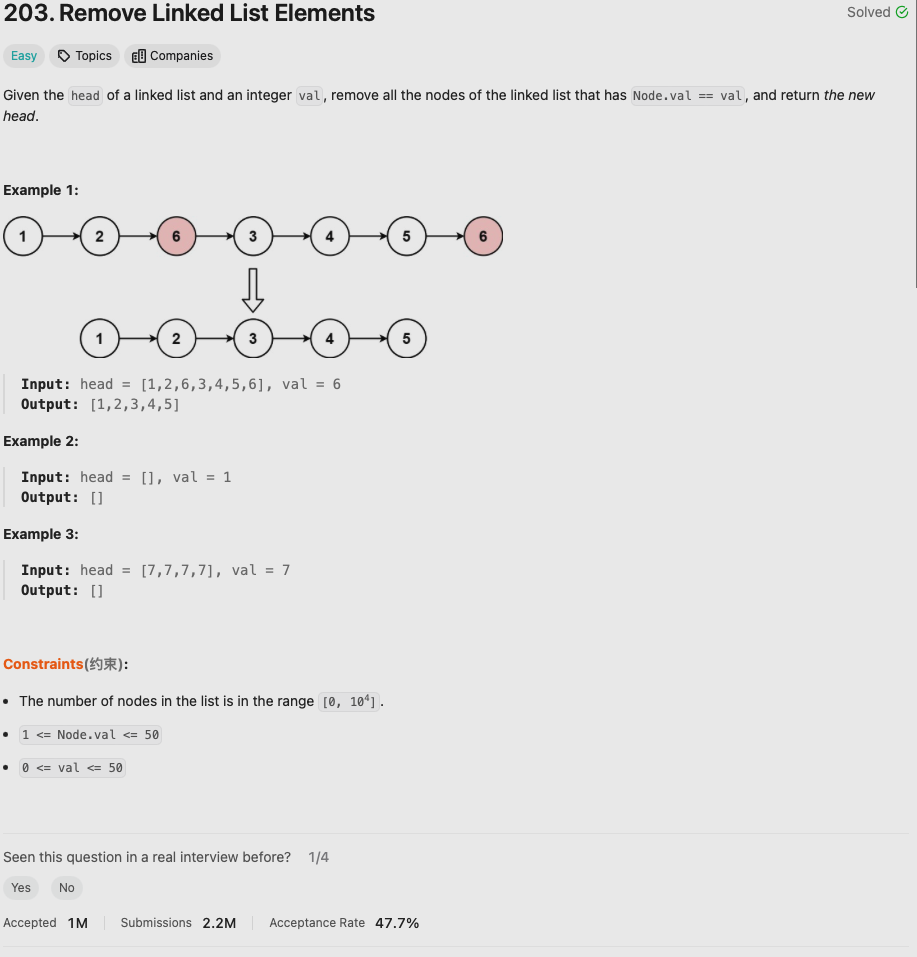 203. Remove Linked List Elements
Solved
Easy Topics Companies
Given the head of a linked list and an integer val, remove all the nodes of the linked list that has Node.val == val, and return the new
head.
Example 1:
1 2 6 3 4 5 6
1 2 3 4 5
Input: head = [1,2,6,3,4,5,6], val = 6
Output: [1,2,3,4,5]
Example 2:
Input: head = [], val = 1
Output: []
Example 3:
Input: head = [7,7,7,7], val = 7
Output: []
Constraints(约束):
• The number of nodes in the list is in the range [0, 10⁴].
• 1 <= Node.val <= 50
• 0 <= val <= 50
Seen this question in a real interview before? 1/4
Yes No
Accepted 1M Submissions 2.2M Acceptance Rate 47.7%